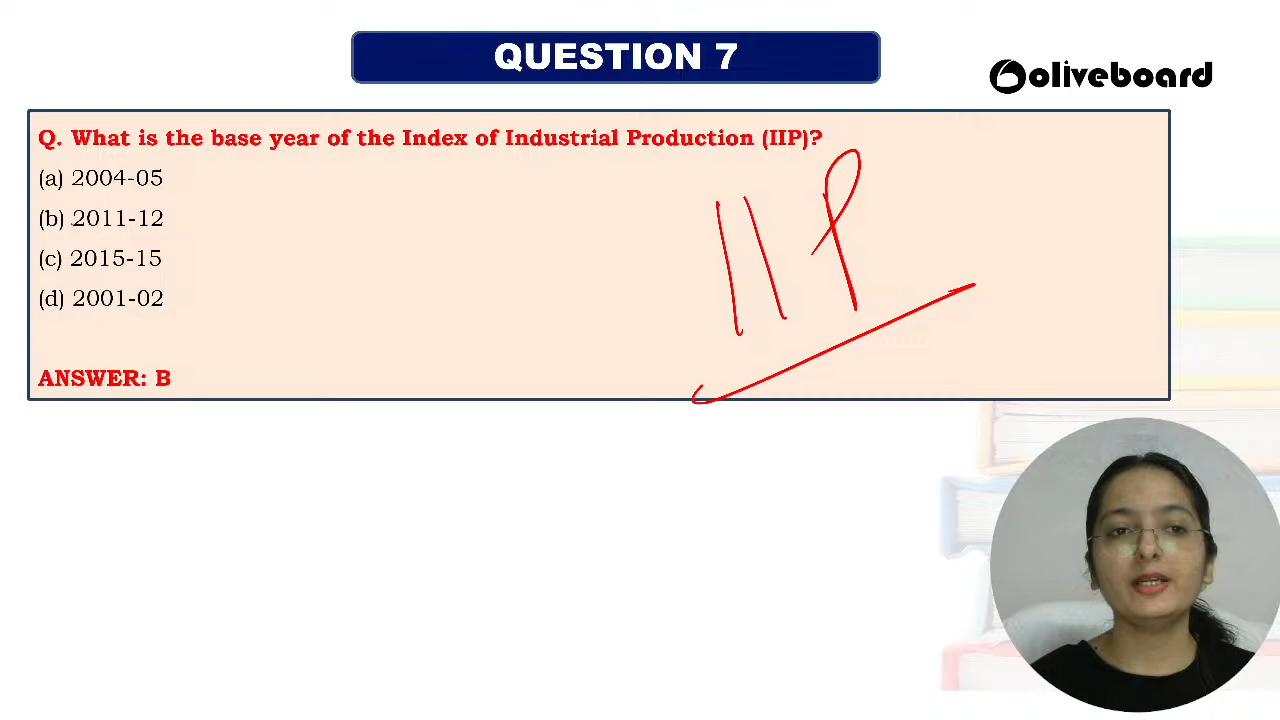 QUESTION 7
oliveboard
Q. What is the base year of the Index of Industrial Production (IIP)?
(a) 2004-05
(b) 2011-12
(c) 2015-15
(d) 2001-02
IIP
ANSWER: B